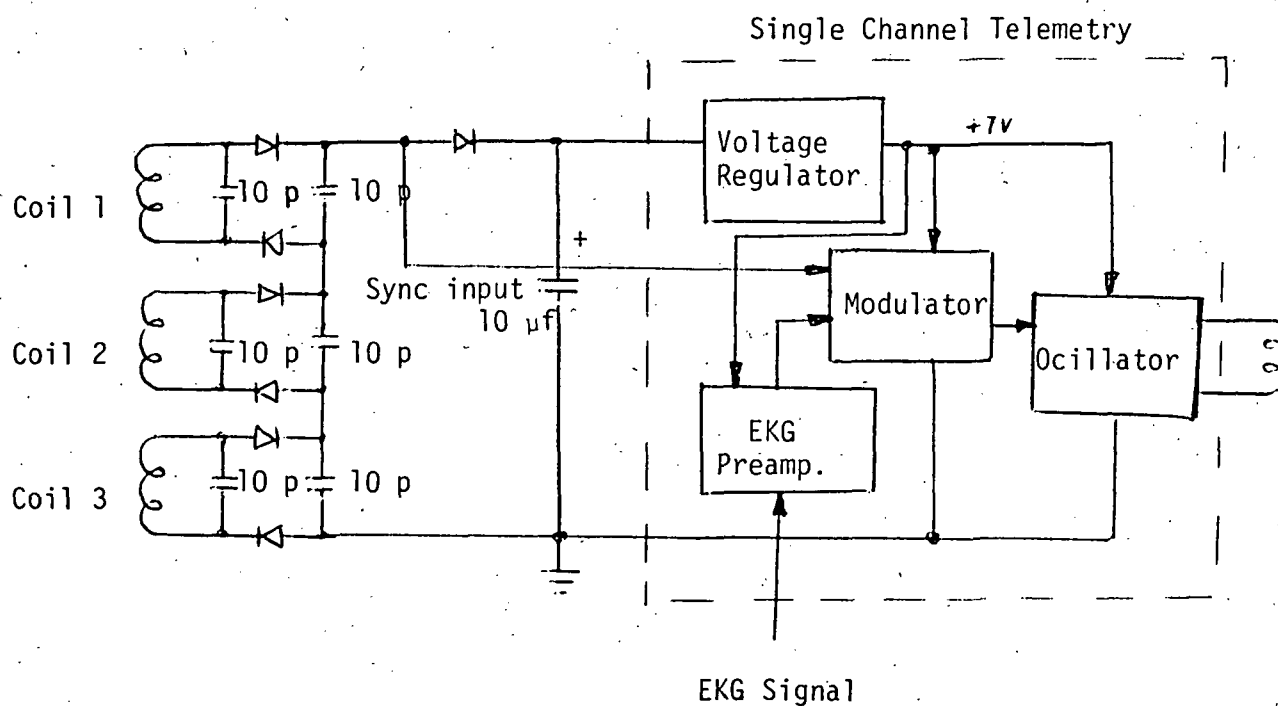 Single Channel Telemetry
Voltage
Regulator
+7v
Coil 1
10 p
10 p
+
Sync input
10 µf
Modulator
Coil 2
10 p
10 p
Ocillator
EKG
Preamp.
Coil 3
10 p
10 p
EKG Signal